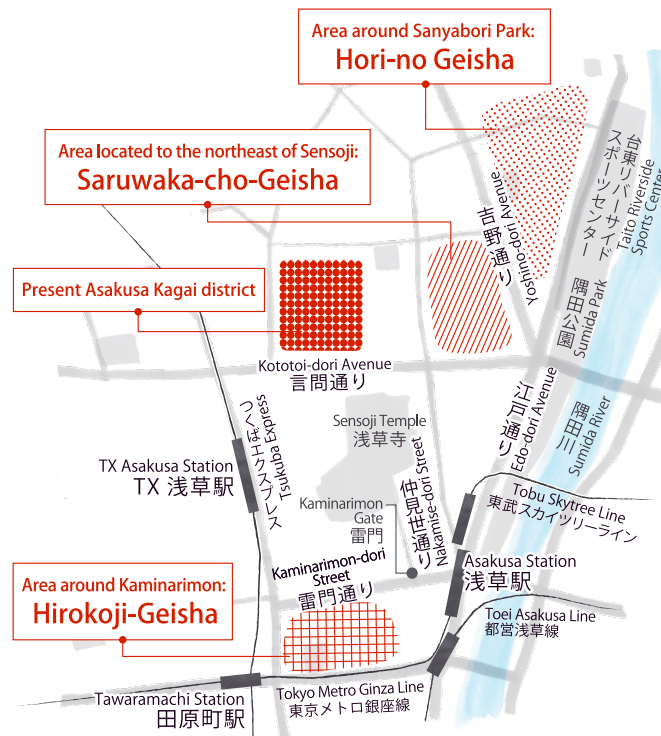 Area around Sanyabori Park:
Hori-no Geisha
Area located to the northeast of Sensoji:
Saruwaka-cho-Geisha
Present Asakusa Kagai district
吉野通り
Yoshino-dori Avenue
台東リバーサイド
スポーツセンター
Taito Riverside
Sports Center
隅田公園
Sumida Park
Kototoi-dori Avenue
言問通り
江戸通り
Edo-dori Avenue
隅田川
Sumida River
Tsukuba Express
つくばエクスプレス
Sensoji Temple
浅草寺
仲見世通り
Nakamise-dori Street
TX Asakusa Station
TX 浅草駅
Kaminarimon
Gate
雷門
Tobu Skytree Line
東武スカイツリーライン
Kaminarimon-dori
Street
雷門通り
Asakusa Station
浅草駅
Area around Kaminarimon:
Hirokoji-Geisha
Toei Asakusa Line
都営浅草線
Tawaramachi Station
田原町駅
Tokyo Metro Ginza Line
東京メトロ銀座線